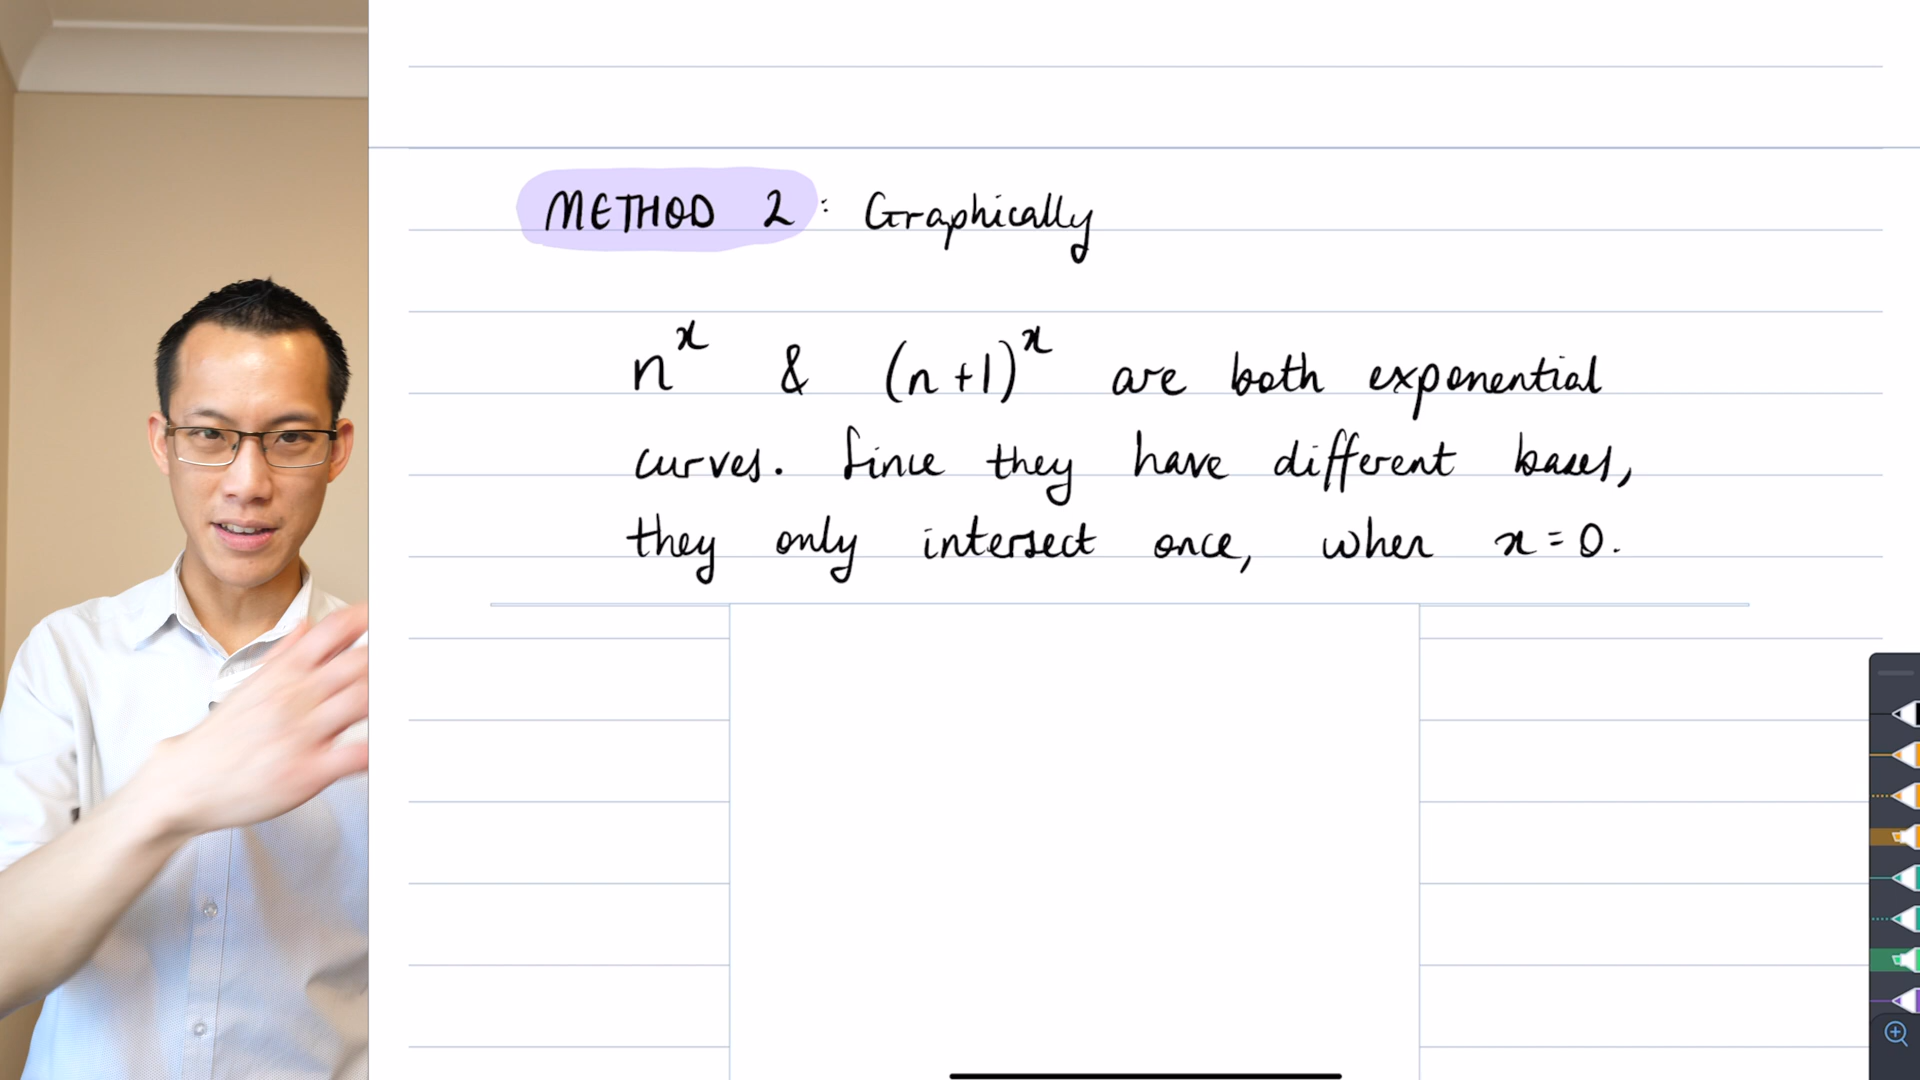 METHOD 2 : Graphically
n^x & (n+1)^x are both exponential
curves. Since they have different bases,
they only intersect once, when x = 0.